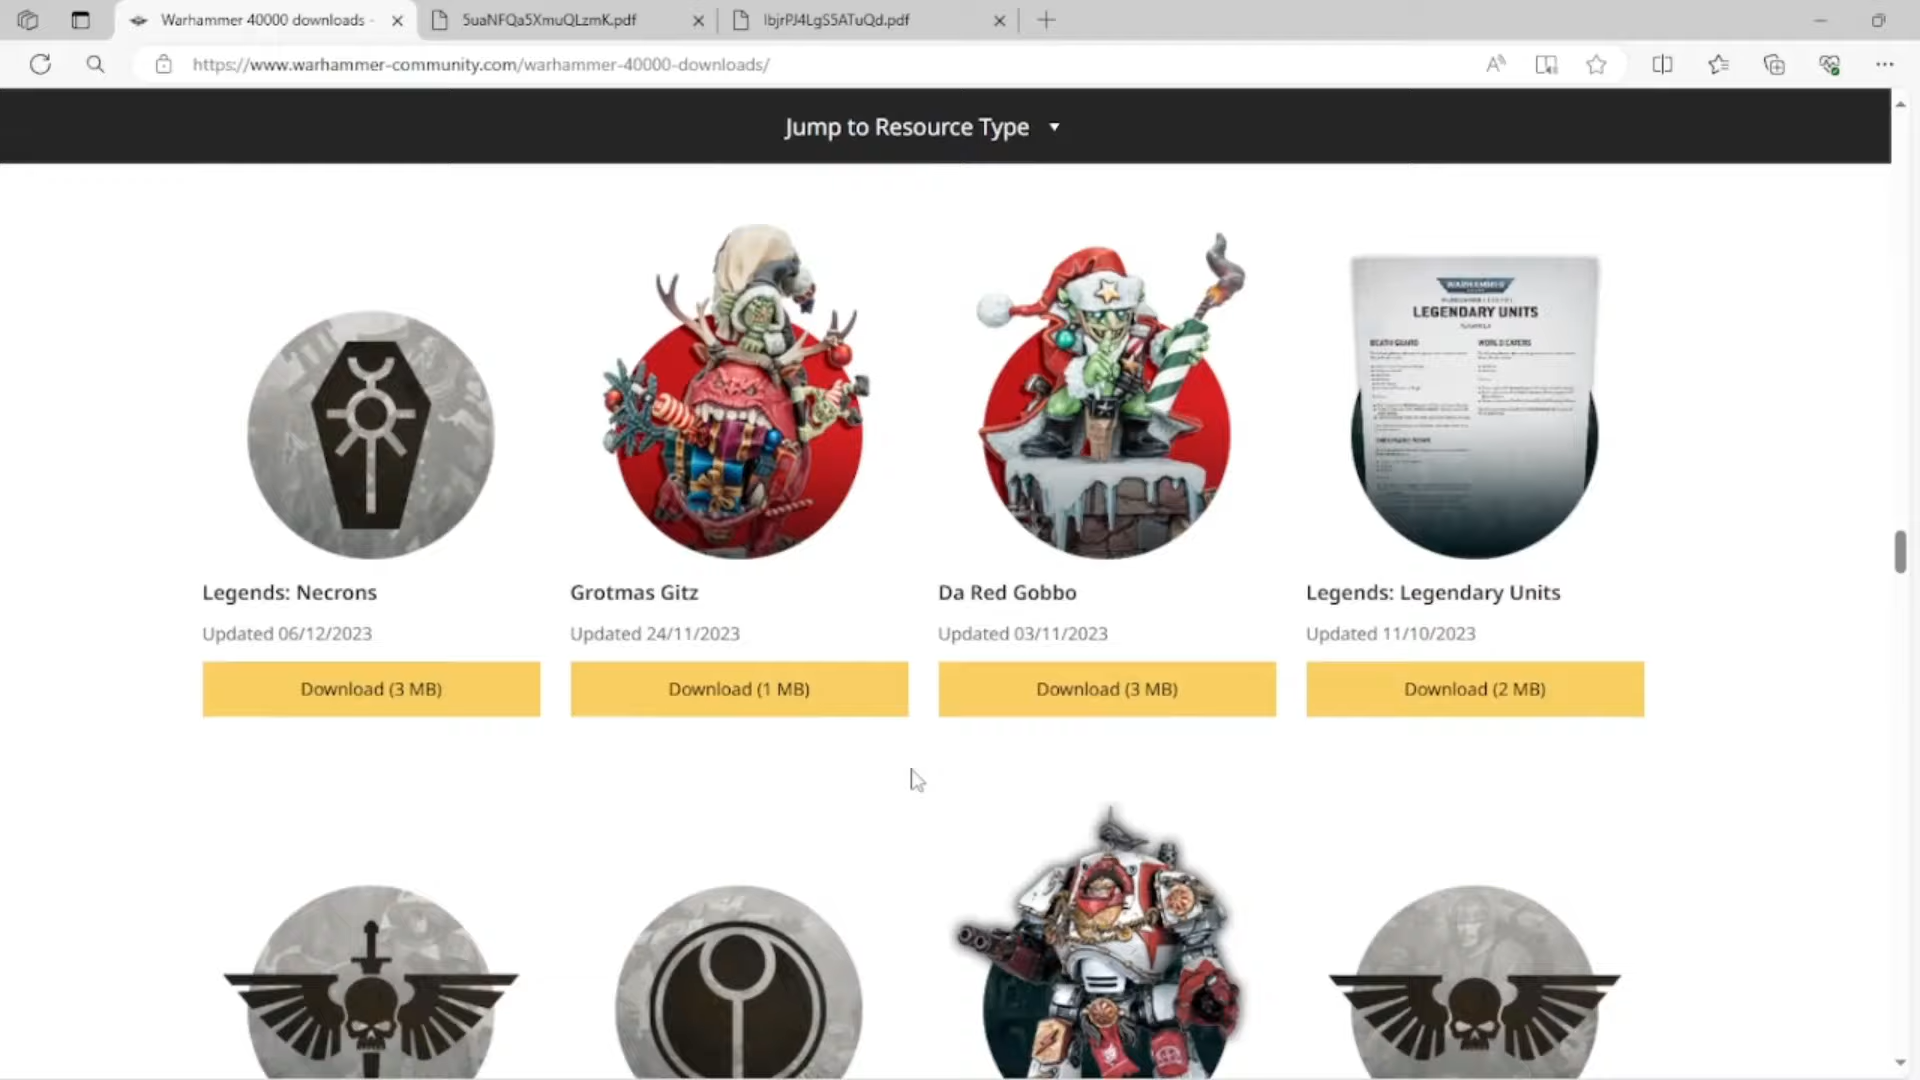 Warhammer 40000 downloads -
5uaNFQa5XmuQLzmK.pdf
lbjrPJ4LgS5ATuQd.pdf
https://www.warhammer-community.com/warhammer-40000-downloads/
Jump to Resource Type
WARHAMMER
LEGENDARY UNITS
DEATH GUARD
WORLD EATERS
Legends: Necrons
Grotmas Gitz
Da Red Gobbo
Legends: Legendary Units
Updated 06/12/2023
Updated 24/11/2023
Updated 03/11/2023
Updated 11/10/2023
Download (3 MB)
Download (1 MB)
Download (3 MB)
Download (2 MB)